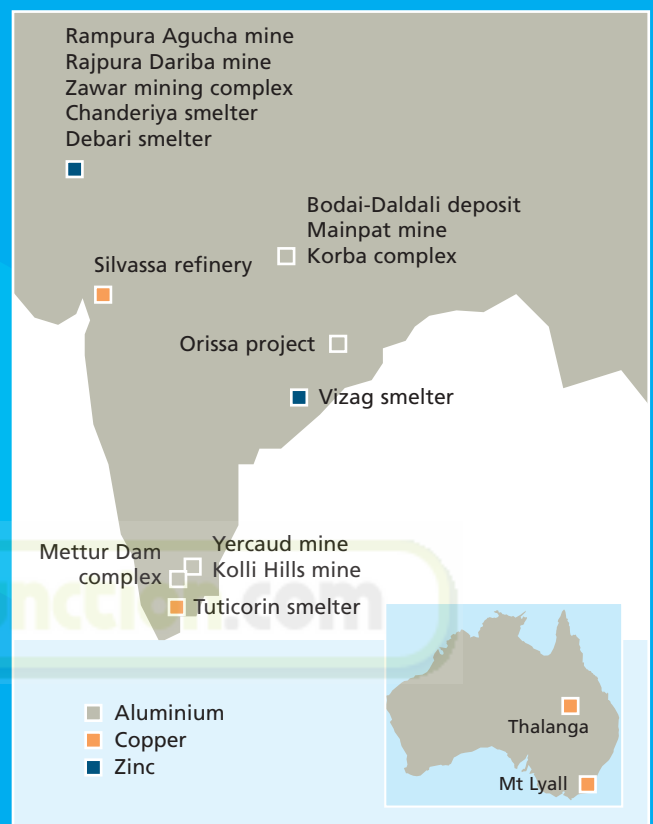 Rampura Agucha mine
Rajpura Dariba mine
Zawar mining complex
Chanderiya smelter
Debari smelter
Bodai-Daldali deposit
Mainpat mine
Korba complex
Silvassa refinery
Orissa project
Vizag smelter
Mettur Dam
complex
Yercaud mine
Kolli Hills mine
Tuticorin smelter
.com
Aluminium
Copper
Zinc
Thalanga
Mt Lyall